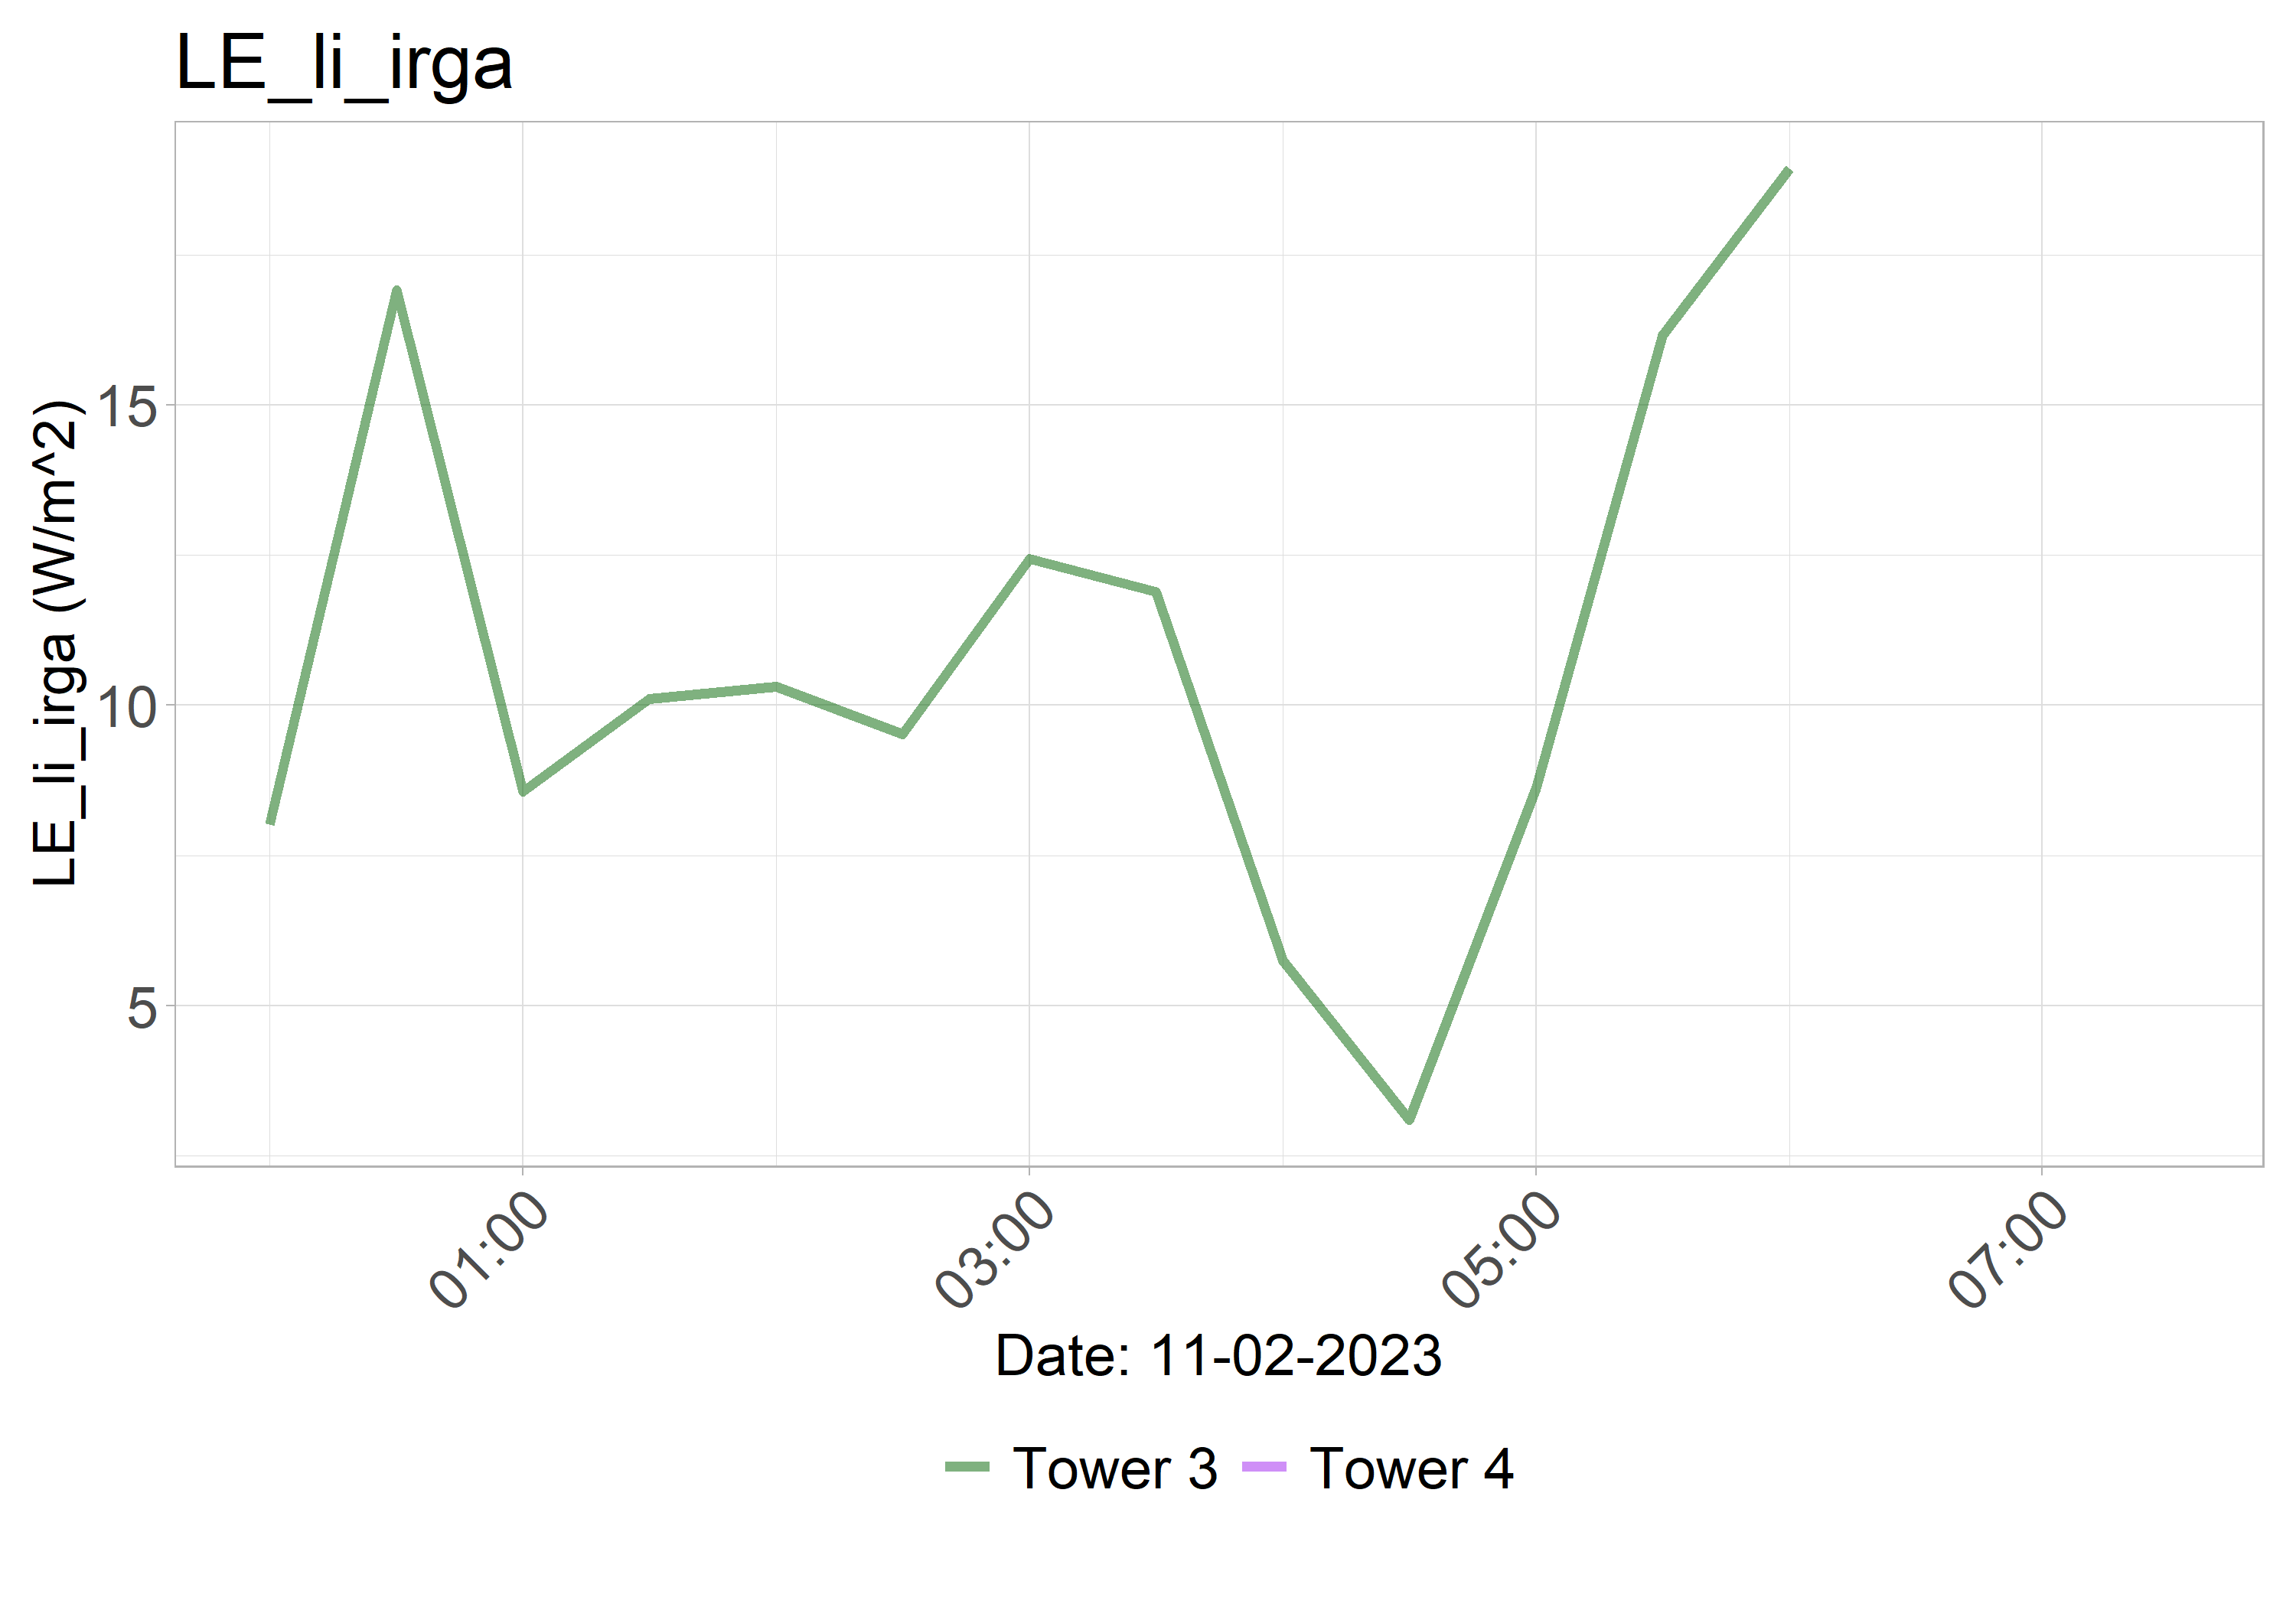 LE_li_irga
LE_li_irga (W/m^2)
15
10
5
01:00
03:00
05:00
07:00
Date: 11-02-2023
Tower 3
Tower 4